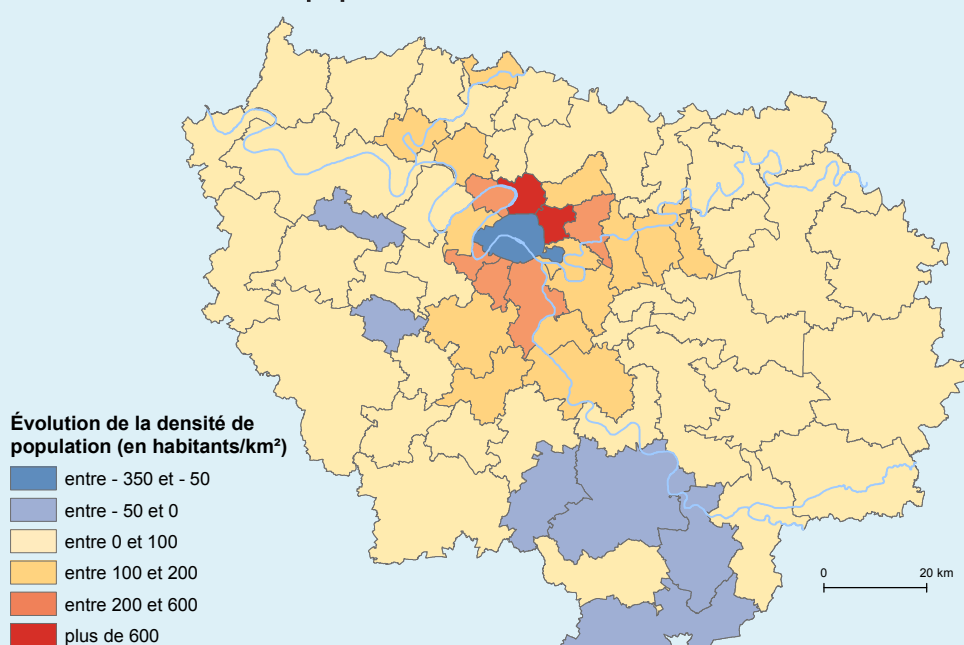 Évolution de la densité de
population (en habitants/km²)
entre - 350 et - 50
entre - 50 et 0
entre 0 et 100
entre 100 et 200
entre 200 et 600
plus de 600
0 20 km